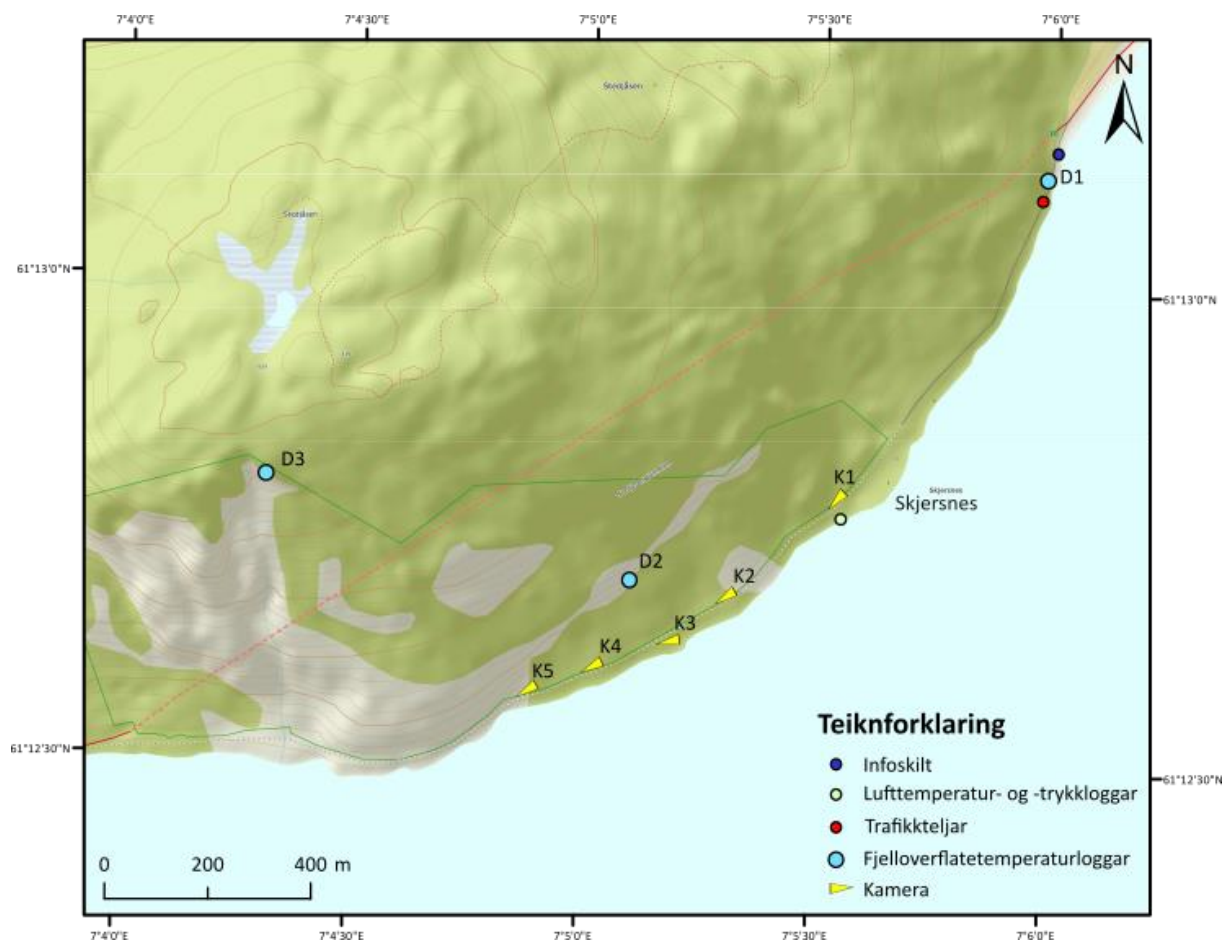 7°4'0"E 7°4'30"E 7°5'0"E 7°5'30"E 7°6'0"E
N
D1
61°13'0"N
61°13'0"N
D3
K1
Skjersnes
Skjersnes
D2
K2
K3
K4
K5
Teiknforklaring
Infoskilt
Lufttemperatur- og -trykkloggar
Trafikkteljar
Fjelloverflatetemperaturloggar
Kamera
61°12'30"N
61°12'30"N
0 200 400 m
7°4'0"E 7°4'30"E 7°5'0"E 7°5'30"E 7°6'0"E